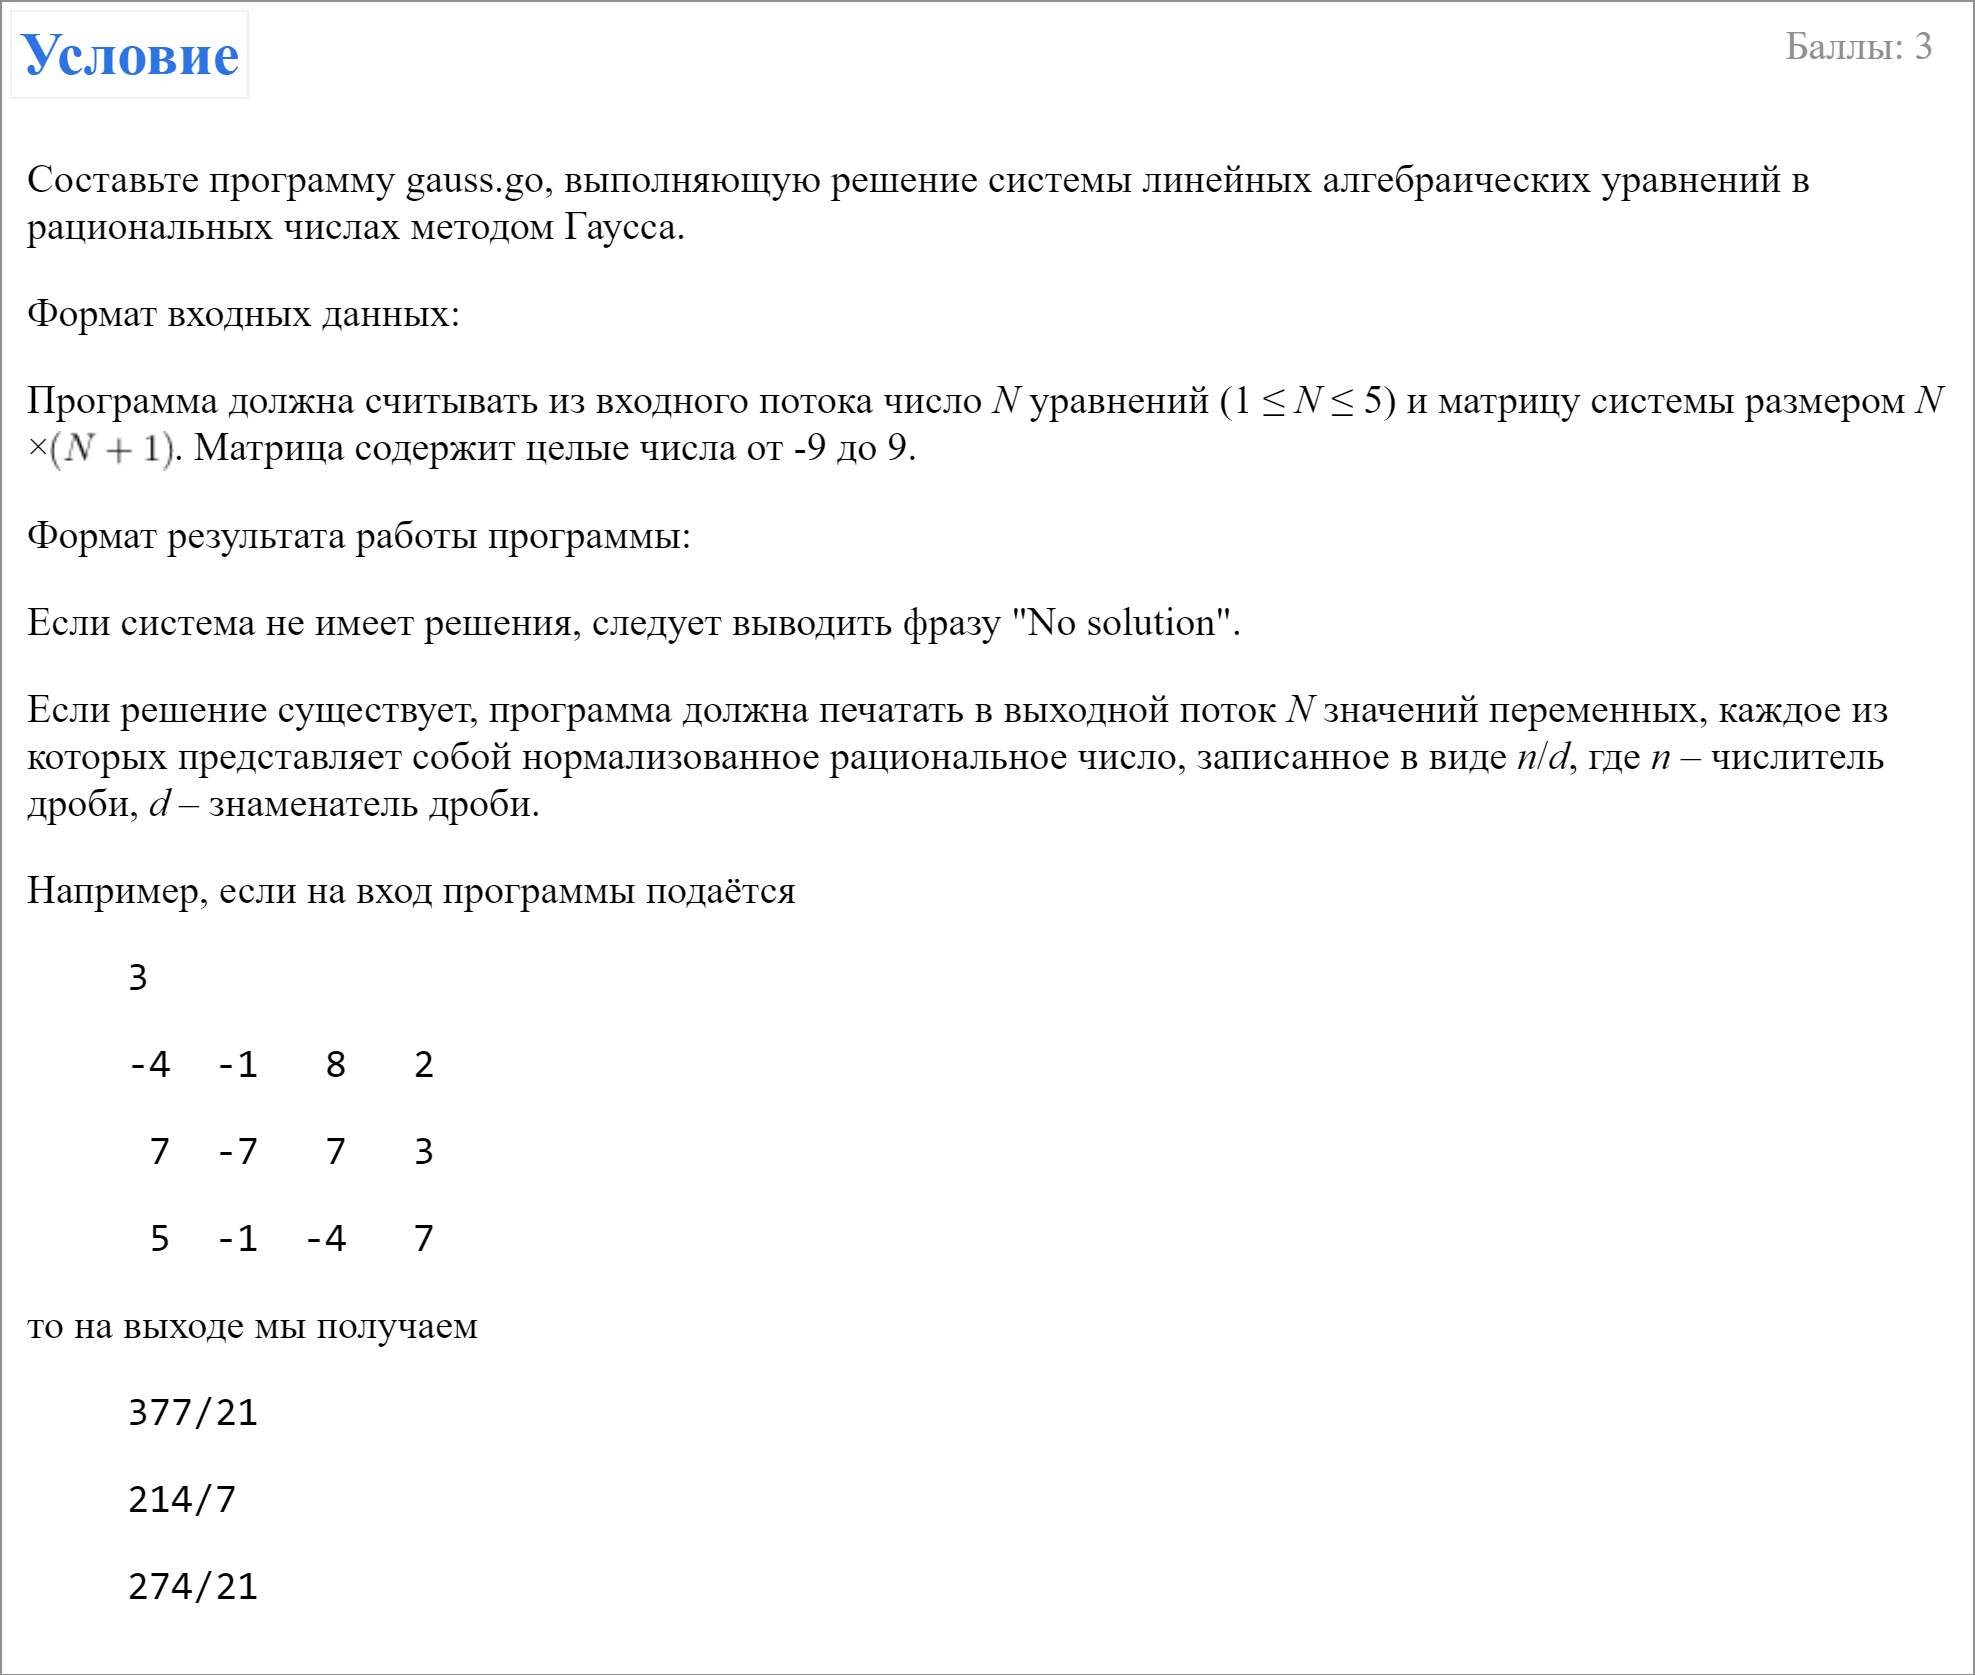 Условие
Баллы: 3
Составьте программу gauss.go, выполняющую решение системы линейных алгебраических уравнений в
рациональных числах методом Гаусса.
Формат входных данных:
Программа должна считывать из входного потока число N уравнений (1 ≤ N ≤ 5) и матрицу системы размером N
×(N + 1). Матрица содержит целые числа от -9 до 9.
Формат результата работы программы:
Если система не имеет решения, следует выводить фразу "No solution".
Если решение существует, программа должна печатать в выходной поток N значений переменных, каждое из
которых представляет собой нормализованное рациональное число, записанное в виде n/d, где n – числитель
дроби, d – знаменатель дроби.
Например, если на вход программы подаётся
3
-4 -1 8 2
7 -7 7 3
5 -1 -4 7
то на выходе мы получаем
377/21
214/7
274/21